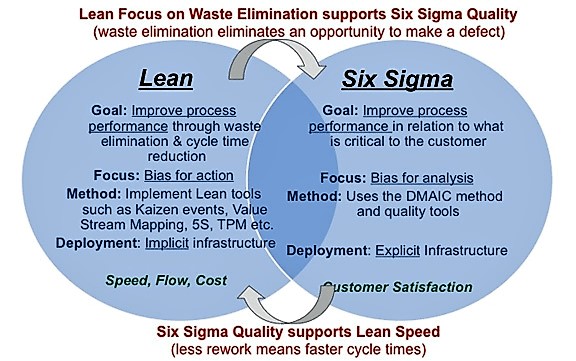 Lean Focus on Waste Elimination supports Six Sigma Quality
(waste elimination eliminates an opportunity to make a defect)
Lean
Goal: Improve process
performance through waste
elimination & cycle time
reduction
Focus: Bias for action
Method: Implement Lean tools
such as Kaizen events, Value
Stream Mapping, 5S, TPM etc.
Deployment: Implicit infrastructure
Speed, Flow, Cost
Six Sigma
Goal: Improve process
performance in relation to what
is critical to the customer
Focus: Bias for analysis
Method: Uses the DMAIC method
and quality tools
Deployment: Explicit Infrastructure
Customer Satisfaction
Six Sigma Quality supports Lean Speed
(less rework means faster cycle times)